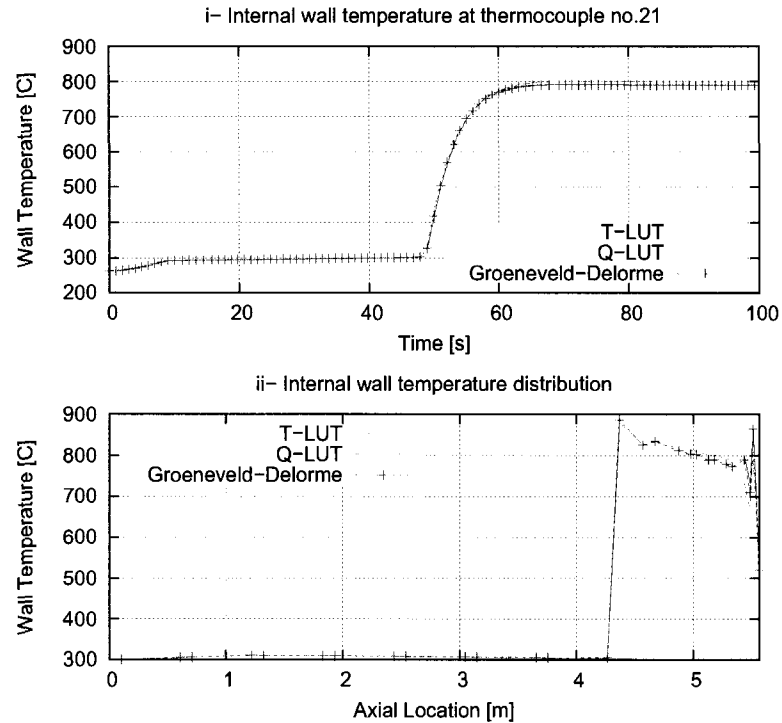 i− Internal wall temperature at thermocouple no.21
Wall Temperature [C]
900
800
700
600
500
400
300
200
T−LUT
Q−LUT
Groeneveld−Delorme
0
20
40
60
80
100
Time [s]
ii− Internal wall temperature distribution
Wall Temperature [C]
900
800
700
600
500
400
300
T−LUT
Q−LUT
Groeneveld−Delorme
0
1
2
3
4
5
Axial Location [m]